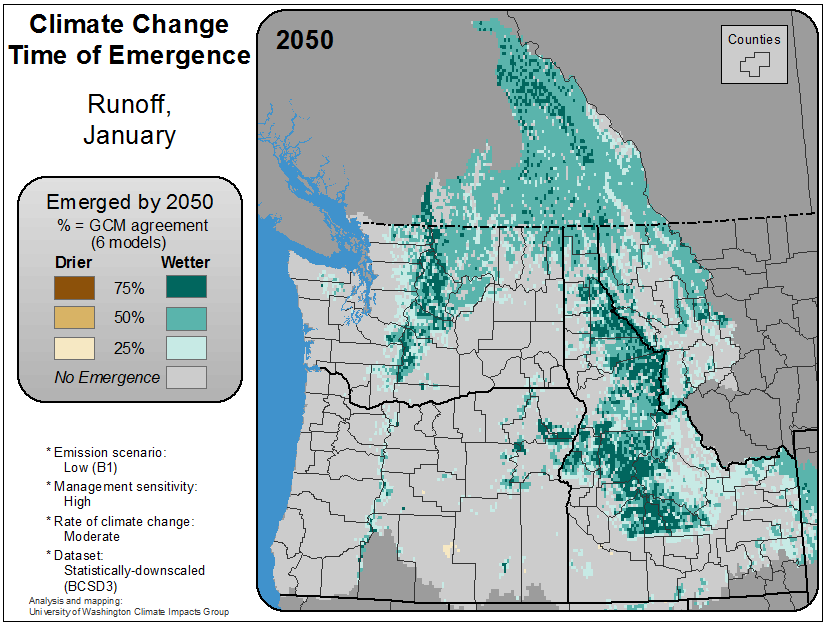 Climate Change
Time of Emergence
Runoff,
January
2050
Counties
Emerged by 2050
% = GCM agreement
(6 models)
Drier Wetter
75%
50%
25%
No Emergence
* Emission scenario:
Low (B1)
* Management sensitivity:
High
* Rate of climate change:
Moderate
* Dataset:
Statistically-downscaled
(BCSD3)
Analysis and mapping:
University of Washington Climate Impacts Group